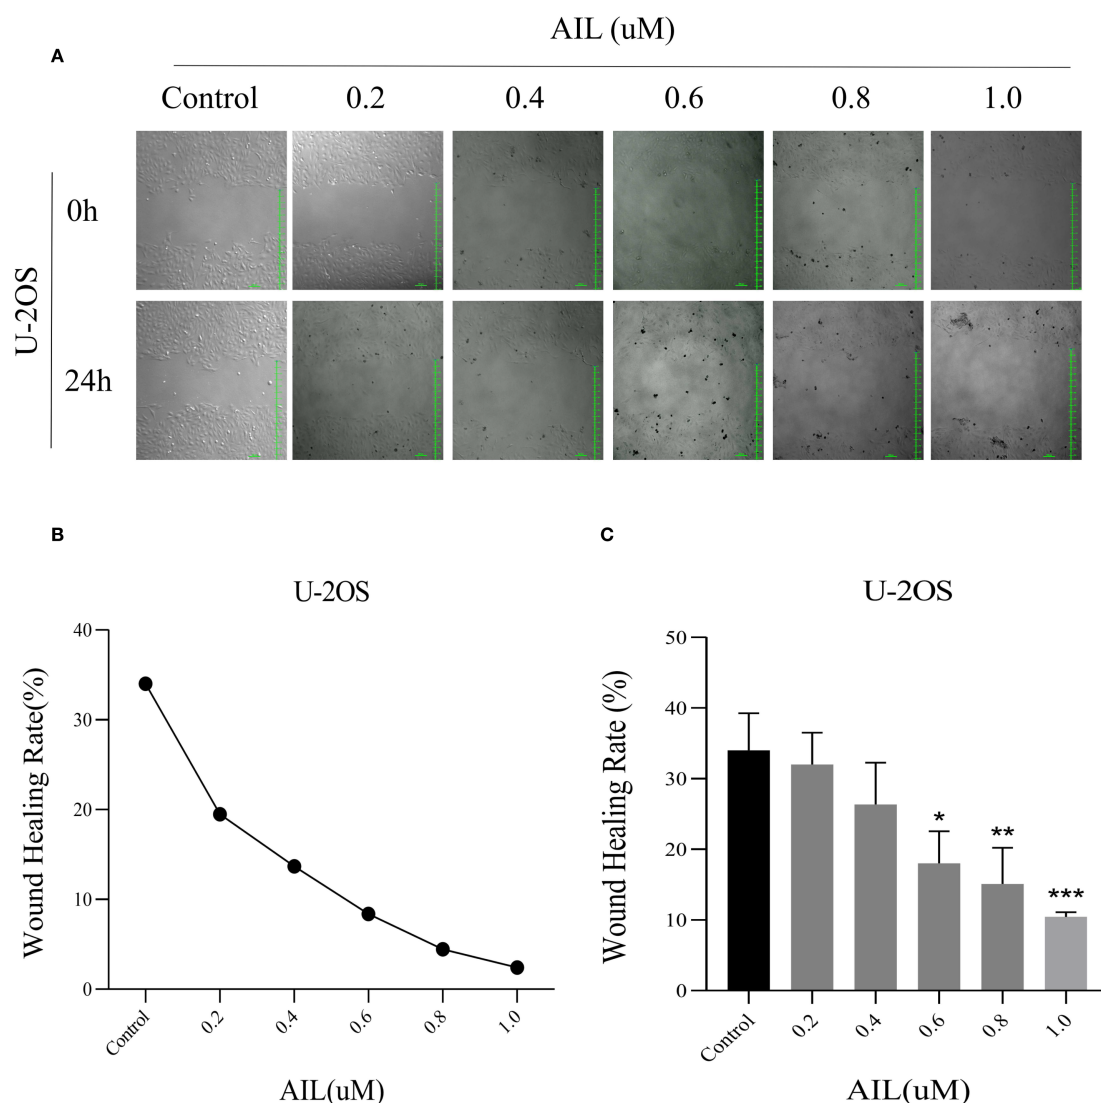 A
AIL (uM)
Control 0.2 0.4 0.6 0.8 1.0
U-2OS
0h
24h
B
U-2OS
Wound Healing Rate(%)
40
30
20
10
0
Control 0.2 0.4 0.6 0.8 1.0
AIL(uM)
C
U-2OS
Wound Healing Rate (%)
50
40
30
20
10
0
* ** ***
Control 0.2 0.4 0.6 0.8 1.0
AIL(uM)